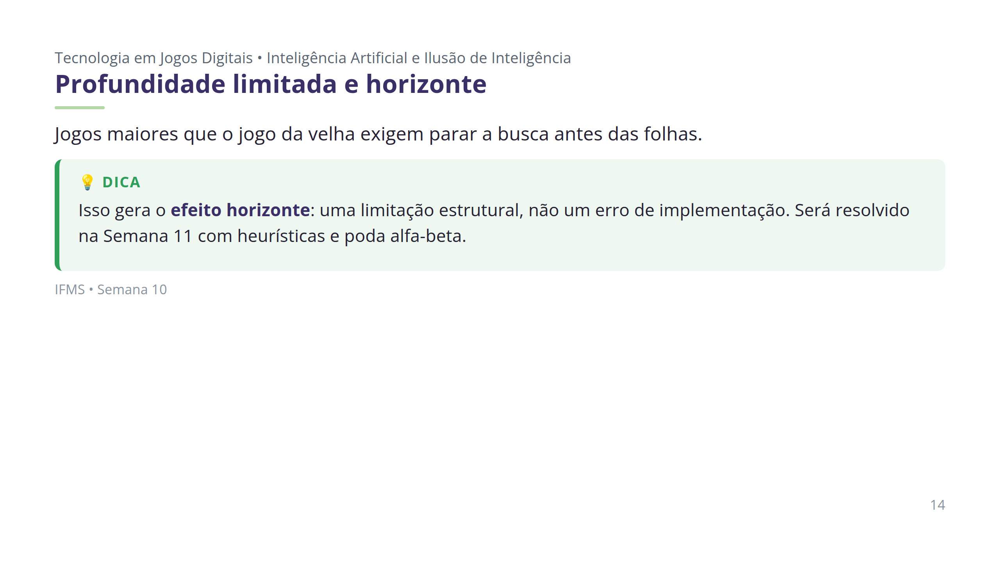 Tecnologia em Jogos Digitais • Inteligência Artificial e Ilusão de Inteligência
Profundidade limitada e horizonte
Jogos maiores que o jogo da velha exigem parar a busca antes das folhas.
💡 DICA
Isso gera o efeito horizonte: uma limitação estrutural, não um erro de implementação. Será resolvido
na Semana 11 com heurísticas e poda alfa-beta.
IFMS • Semana 10
14